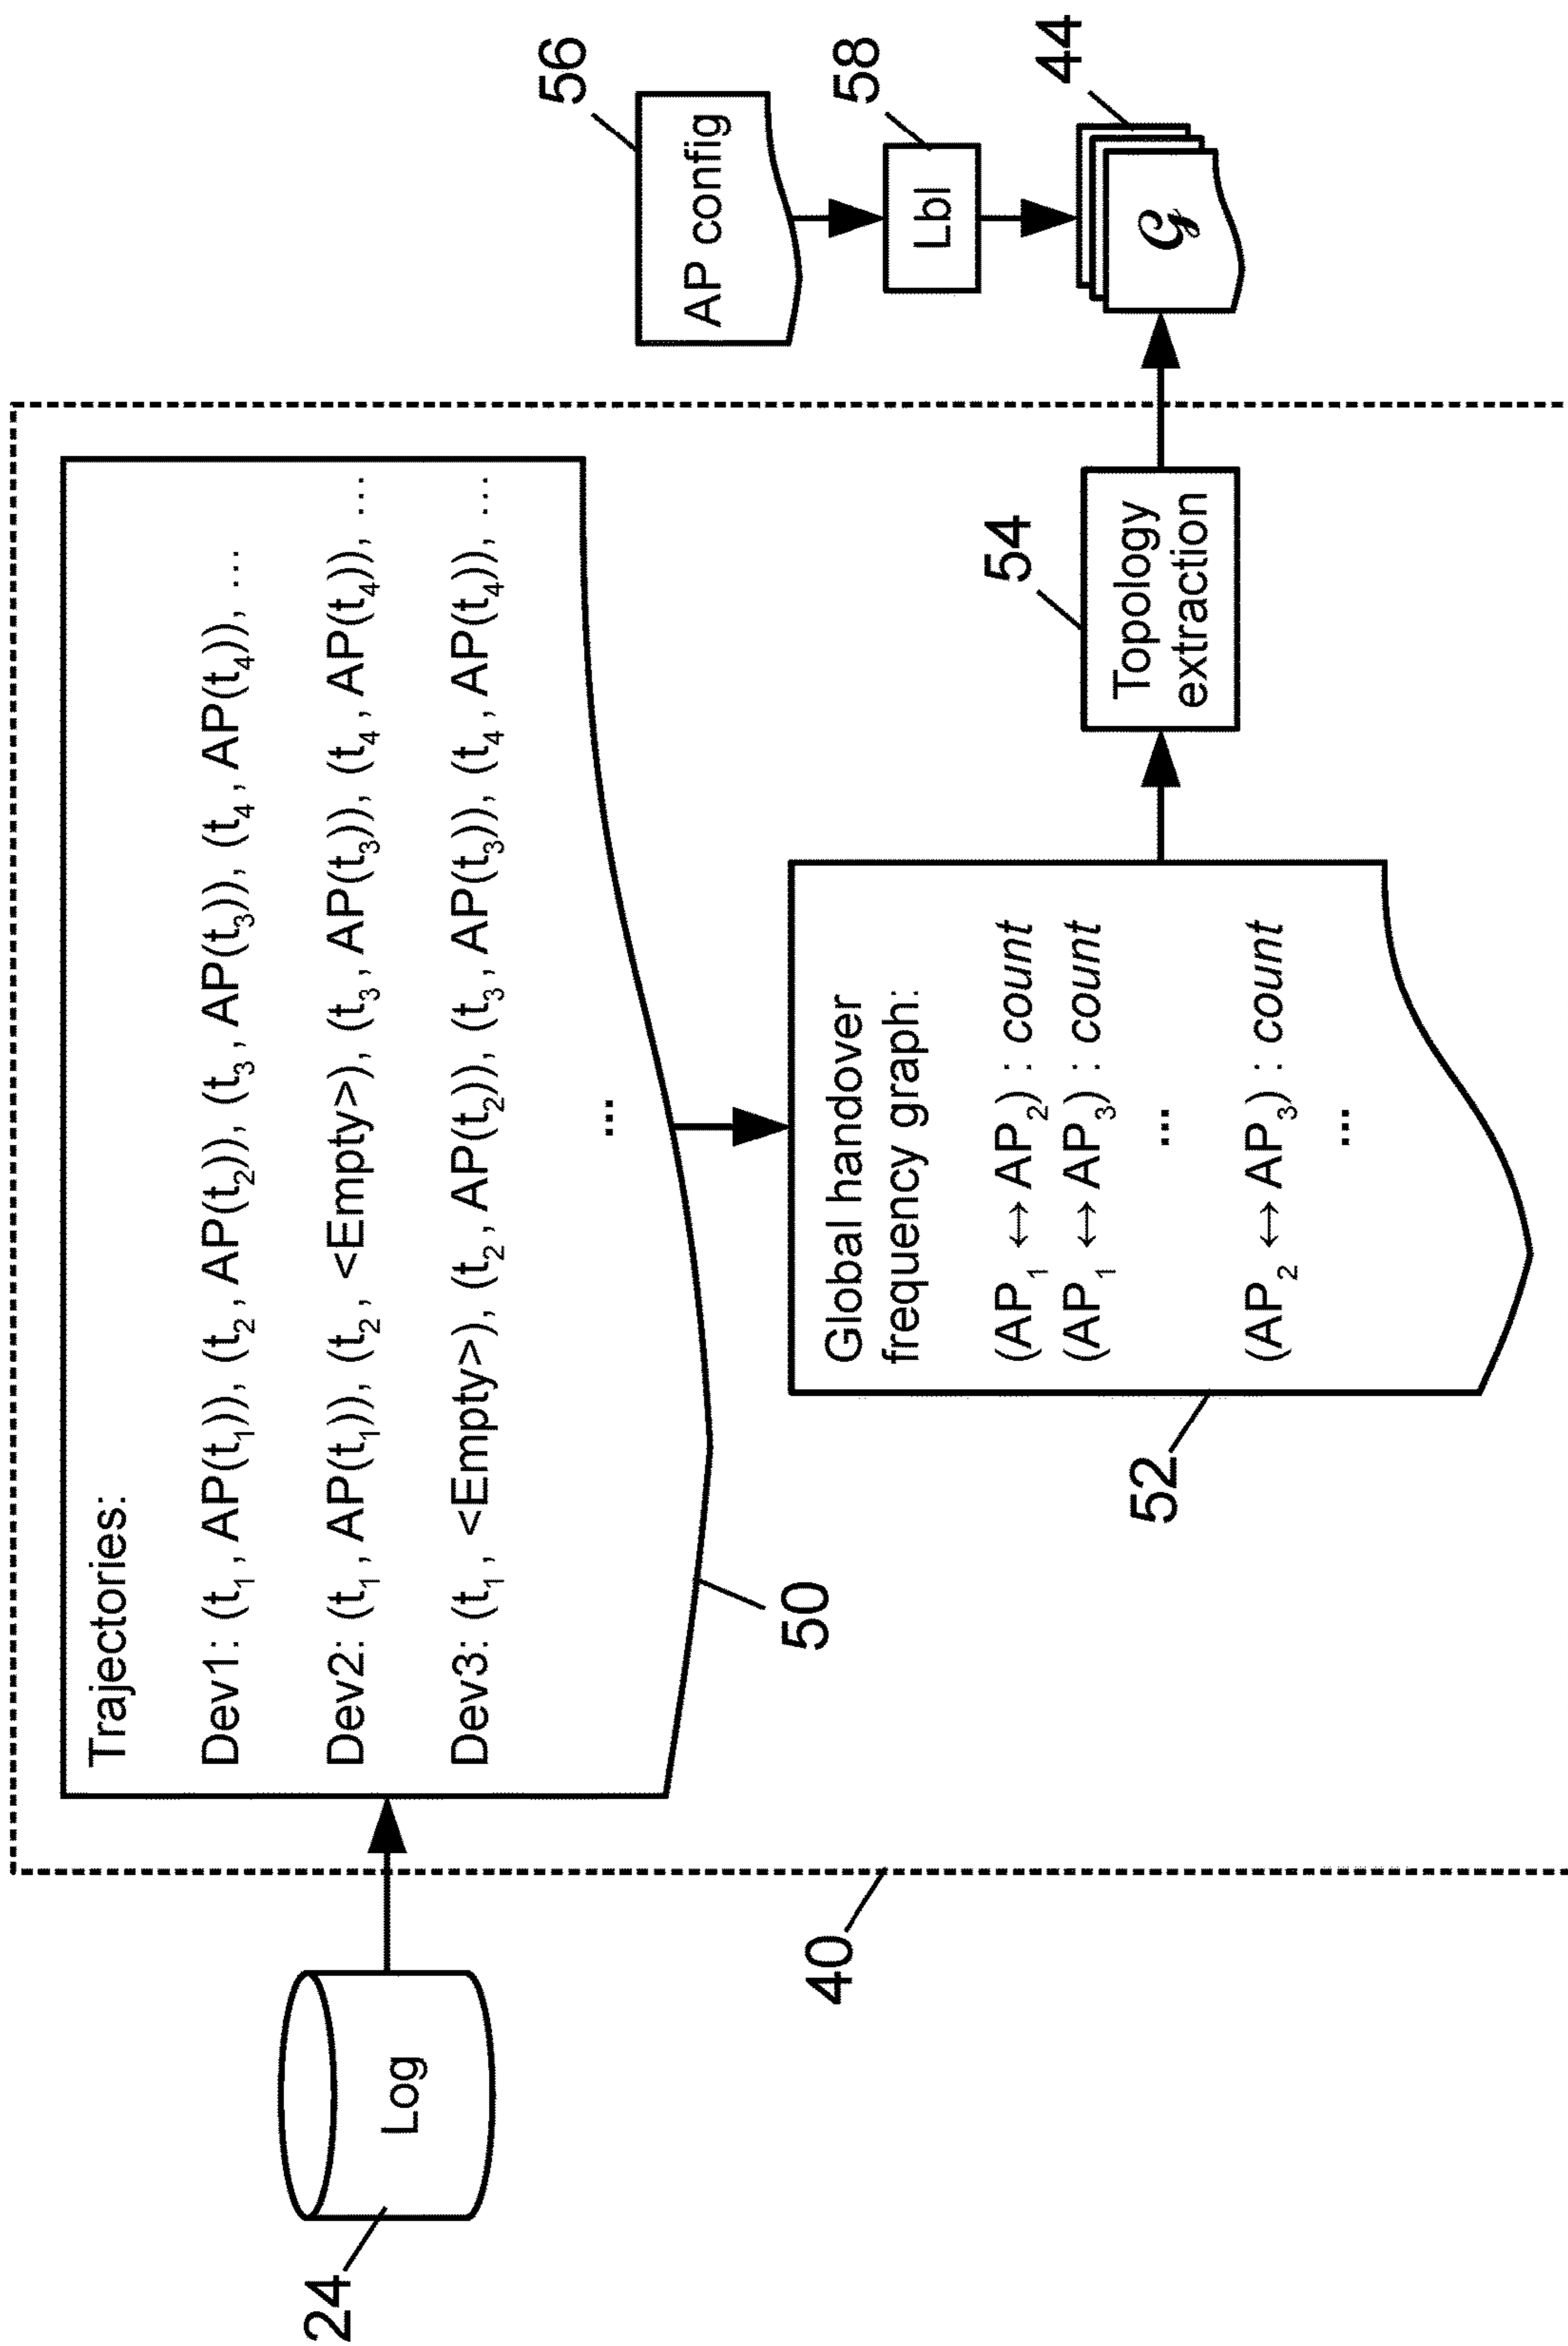 24
Log
40
Trajectories:
Dev1: (t₁, AP(t₁)), (t₂, AP(t₂)), (t₃, AP(t₃)), (t₄, AP(t₄)), ...
Dev2: (t₁, AP(t₁)), (t₂, <Empty>), (t₃, AP(t₃)), (t₄, AP(t₄)), ...
Dev3: (t₁, <Empty>), (t₂, AP(t₂)), (t₃, AP(t₃)), (t₄, AP(t₄)), ...
...
50
Global handover
frequency graph:
(AP₁ ↔ AP₂) : count
(AP₁ ↔ AP₃) : count
...
(AP₂ ↔ AP₃) : count
...
52
54
Topology
extraction
56
AP config
58
Lbl
44
𝒢